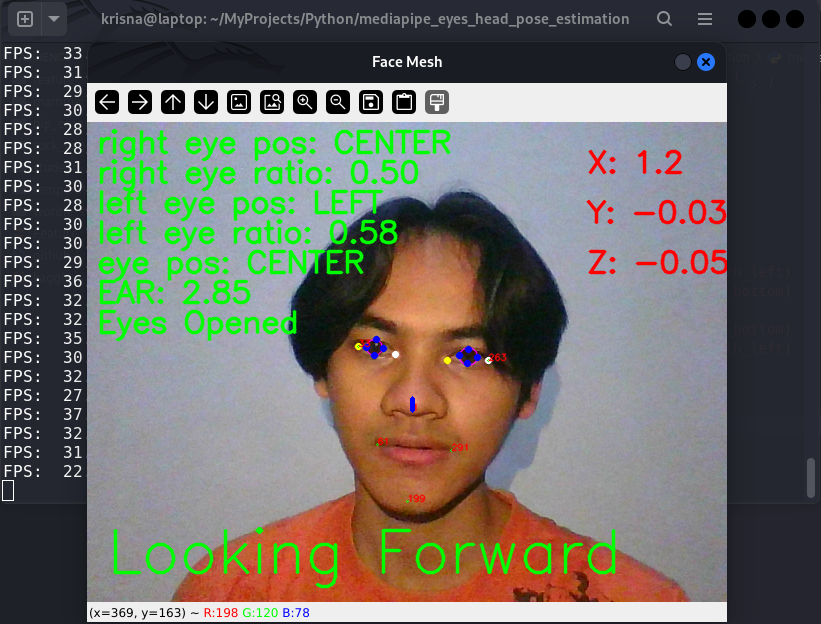 krisna@laptop: ~/MyProjects/Python/mediapipe_eyes_head_pose_estimation
Face Mesh
FPS: 33
FPS: 31
FPS: 29
FPS: 30
FPS: 28
FPS: 28
FPS: 31
FPS: 30
FPS: 28
FPS: 30
FPS: 30
FPS: 29
FPS: 36
FPS: 32
FPS: 32
FPS: 35
FPS: 30
FPS: 32
FPS: 27
FPS: 37
FPS: 32
FPS: 31
FPS: 22
right eye pos: CENTER
right eye ratio: 0.50
left eye pos: LEFT
left eye ratio: 0.58
eye pos: CENTER
EAR: 2.85
Eyes Opened
X: 1.2
Y: -0.03
Z: -0.05
263
291
199
Looking Forward
(x=369, y=163) ~ R:198 G:120 B:78